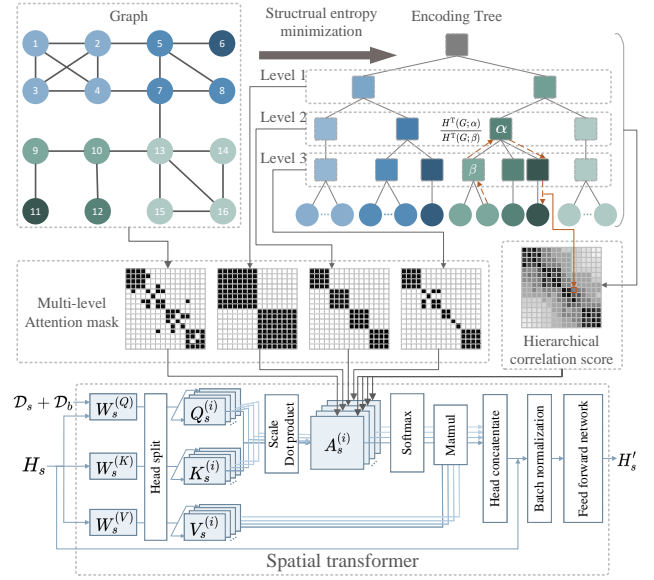 Graph
Structrual entropy
minimization
Encoding Tree
1 2 5 6
3 4 7 8
9 10 13 14
11 12 15 16
Level 1
Level 2
Level 3
H^T(G;α)
H^T(G;β)
α
β
Multi-level
Attention mask
Hierarchical
correlation score
𝒟_s + 𝒟_b
H_s
W_s^(Q)
W_s^(K)
W_s^(V)
Head split
Q_s^(i)
K_s^(i)
V_s^(i)
Scale
Dot product
A_s^(i)
Softmax
Matmul
Head concatenate
Batch normalization
Feed forward network
H′_s
Spatial transformer